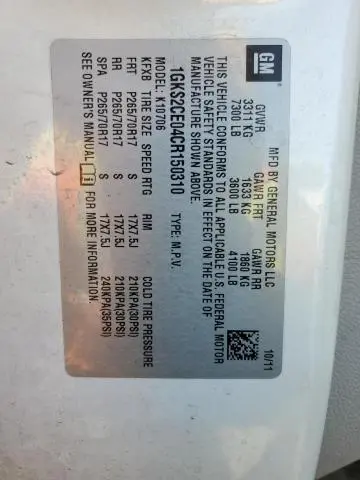 GM
MFD BY GENERAL MOTORS LLC
10/11
GVWR GAWR FRT GAWR RR
3311 KG 1633 KG 1860 KG
7300 LB 3600 LB 4100 LB
THIS VEHICLE CONFORMS TO ALL APPLICABLE U.S. FEDERAL MOTOR
VEHICLE SAFETY STANDARDS IN EFFECT ON THE DATE OF
MANUFACTURE SHOWN ABOVE.
1GKS2CE04CR150310 TYPE: M.P.V.
MODEL: K10706
KFXB TIRE SIZE SPEED RTG RIM COLD TIRE PRESSURE
FRT P265/70R17 S 17X7.5J 210KPA(30PSI)
RR P265/70R17 S 17X7.5J 210KPA(30PSI)
SPA P265/70R17 S 17X7.5J 240KPA(35PSI)
SEE OWNER'S MANUAL FOR MORE INFORMATION.